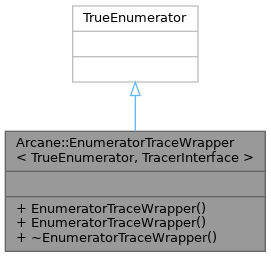 TrueEnumerator
Arcane::EnumeratorTraceWrapper
< TrueEnumerator, TracerInterface >
+ EnumeratorTraceWrapper()
+ EnumeratorTraceWrapper()
+ ~EnumeratorTraceWrapper()